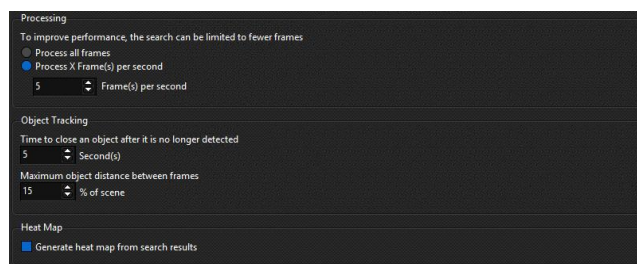 Processing
To improve performance, the search can be limited to fewer frames
Process all frames
Process X Frame(s) per second
5 Frame(s) per second
Object Tracking
Time to close an object after it is no longer detected
5 Second(s)
Maximum object distance between frames
15 % of scene
Heat Map
Generate heat map from search results